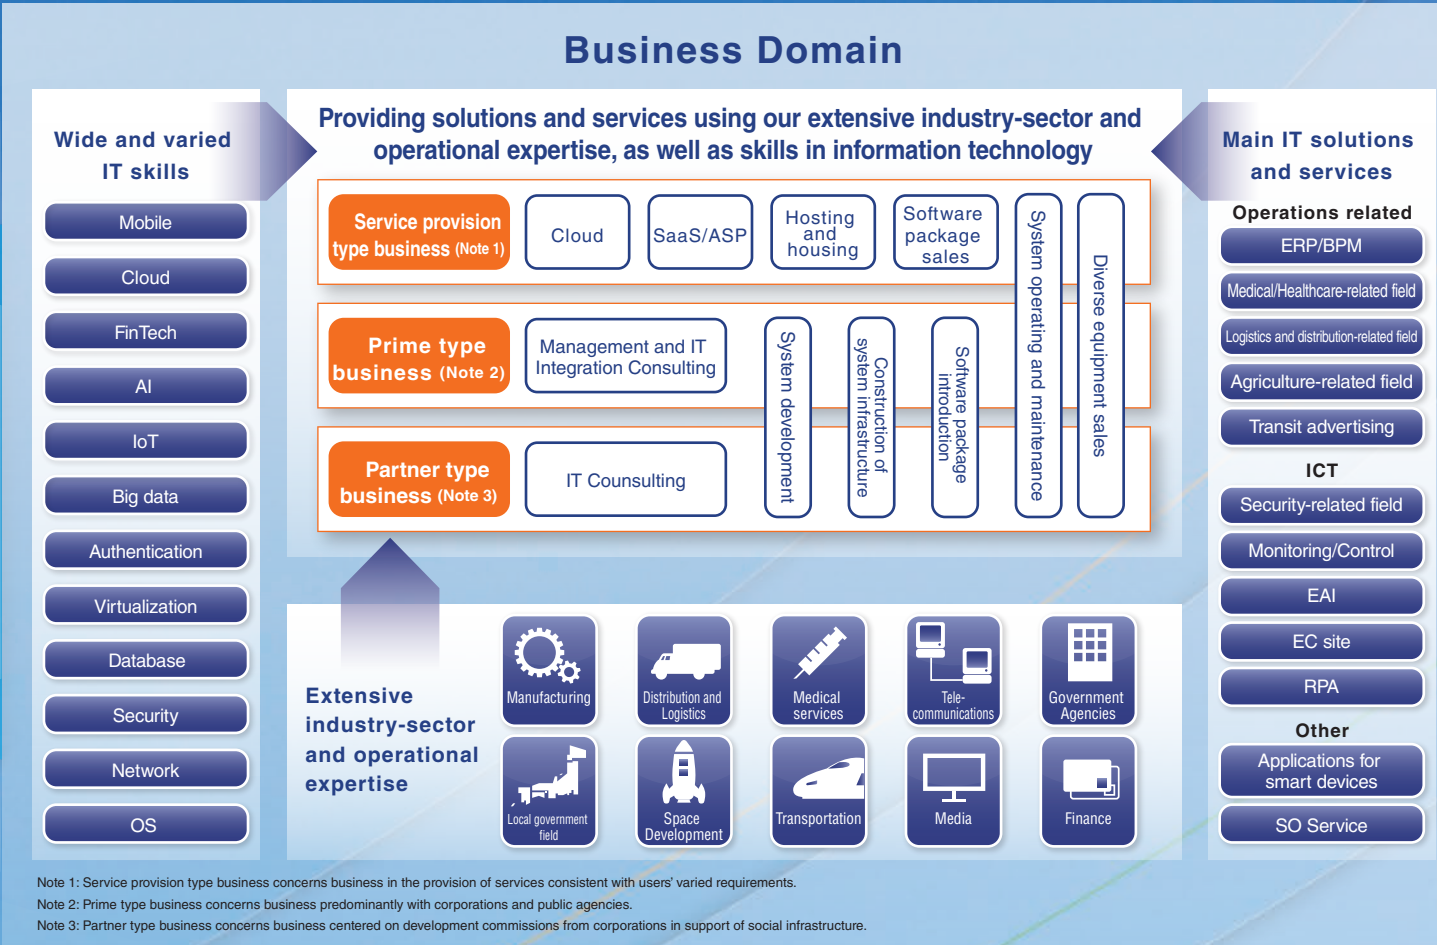 Business Domain
Wide and varied
IT skills
Mobile
Cloud
FinTech
AI
IoT
Big data
Authentication
Virtualization
Database
Security
Network
OS
Providing solutions and services using our extensive industry-sector and
operational expertise, as well as skills in information technology
Service provision
type business (Note 1)
Cloud
SaaS/ASP
Hosting
and
housing
Software
package
sales
Prime type
business (Note 2)
Management and IT
Integration Consulting
Partner type
business (Note 3)
IT Counsulting
System development
Construction of
system infrastructure
Software package
introduction
System operating and maintenance
Diverse equipment sales
Extensive
industry-sector
and operational
expertise
Manufacturing
Distribution and
Logistics
Medical
services
Tele-
communications
Government
Agencies
Local government
field
Space
Development
Transportation
Media
Finance
Main IT solutions
and services
Operations related
ERP/BPM
Medical/Healthcare-related field
Logistics and distribution-related field
Agriculture-related field
Transit advertising
ICT
Security-related field
Monitoring/Control
EAI
EC site
RPA
Other
Applications for
smart devices
SO Service
Note 1: Service provision type business concerns business in the provision of services consistent with users' varied requirements.
Note 2: Prime type business concerns business predominantly with corporations and public agencies.
Note 3: Partner type business concerns business centered on development commissions from corporations in support of social infrastructure.